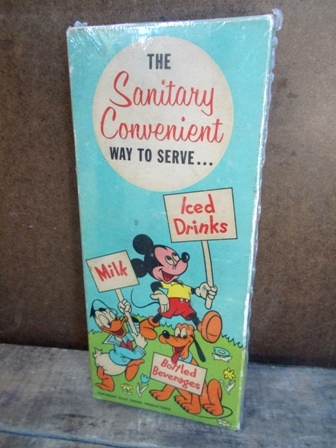 THE
Sanitary
Convenient
WAY TO SERVE...
Iced
Drinks
Milk
Bottled
Beverages